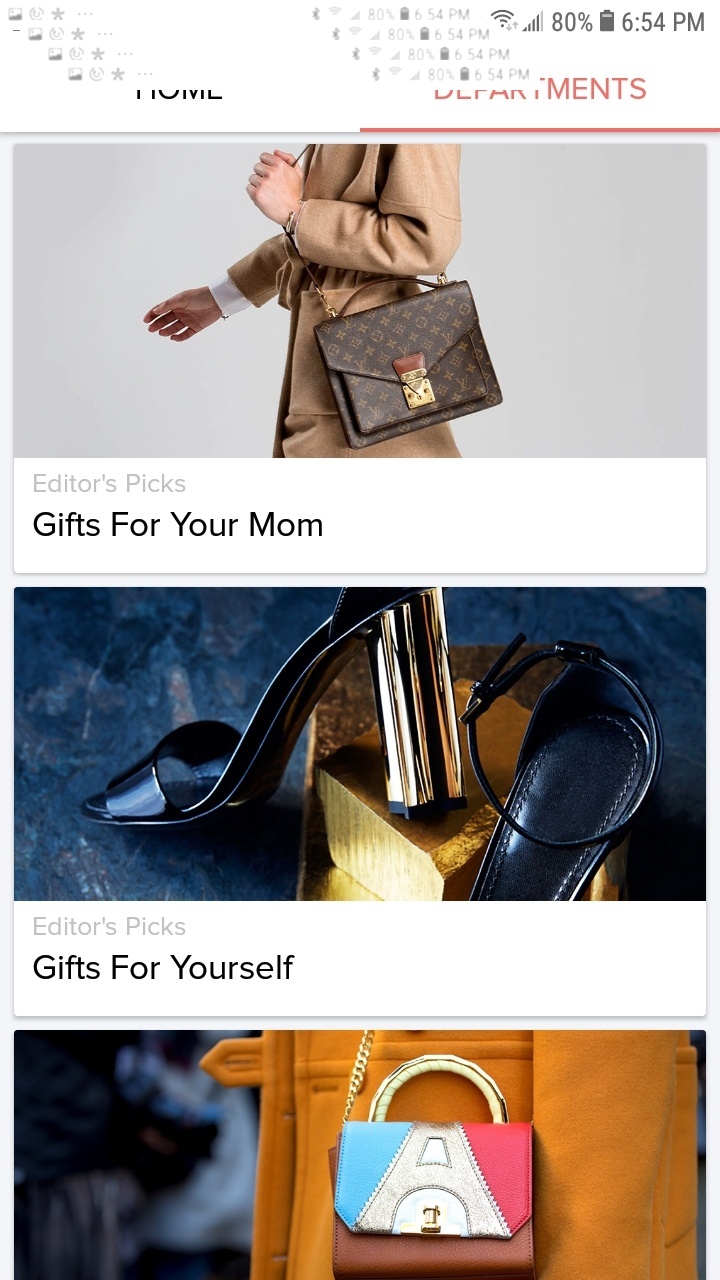 80% 6 54 PM
80% 6:54 PM
80% 6 54 PM
80% 6 54 PM
80% 6 54 PM
HOME
DEPARTMENTS
Editor's Picks
Gifts For Your Mom
Editor's Picks
Gifts For Yourself